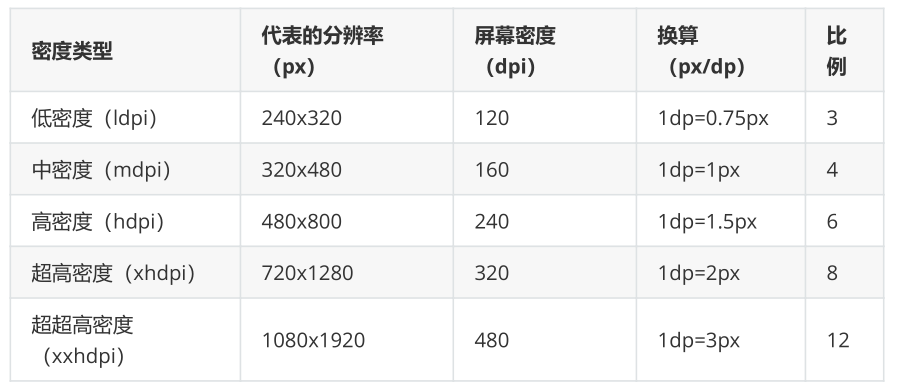 密度类型 代表的分辨率（px） 屏幕密度（dpi） 换算（px/dp） 比例
低密度（ldpi） 240x320 120 1dp=0.75px 3
中密度（mdpi） 320x480 160 1dp=1px 4
高密度（hdpi） 480x800 240 1dp=1.5px 6
超高密度（xhdpi） 720x1280 320 1dp=2px 8
超超高密度（xxhdpi） 1080x1920 480 1dp=3px 12